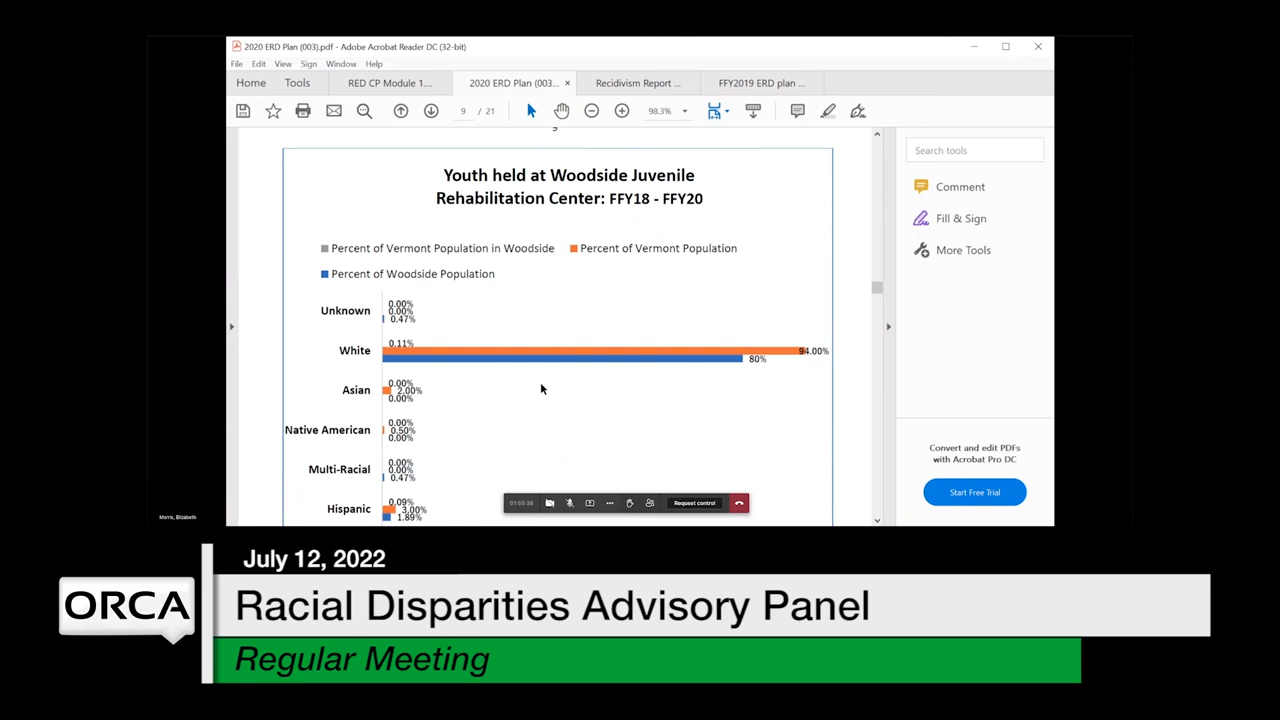 2020 ERD Plan (003).pdf - Adobe Acrobat Reader DC (32-bit)
File Edit View Sign Window Help
Home Tools RED CP Module 1.... 2020 ERD Plan (003... × Recidivism Report ... FFY2019 ERD plan ...
9 / 21 98.3%
Youth held at Woodside Juvenile
Rehabilitation Center: FFY18 - FFY20
Percent of Vermont Population in Woodside Percent of Vermont Population
Percent of Woodside Population
Unknown
0.00%
0.00%
0.47%
White
0.11%
94.00%
80%
Asian
0.00%
2.00%
0.00%
Native American
0.00%
0.50%
0.00%
Multi-Racial
0.00%
0.00%
0.47%
Hispanic
0.09%
3.00%
1.89%
Search tools
Comment
Fill & Sign
More Tools
Convert and edit PDFs
with Acrobat Pro DC
Start Free Trial
Request control
Morris, Elizabeth
July 12, 2022
ORCA
Racial Disparities Advisory Panel
Regular Meeting